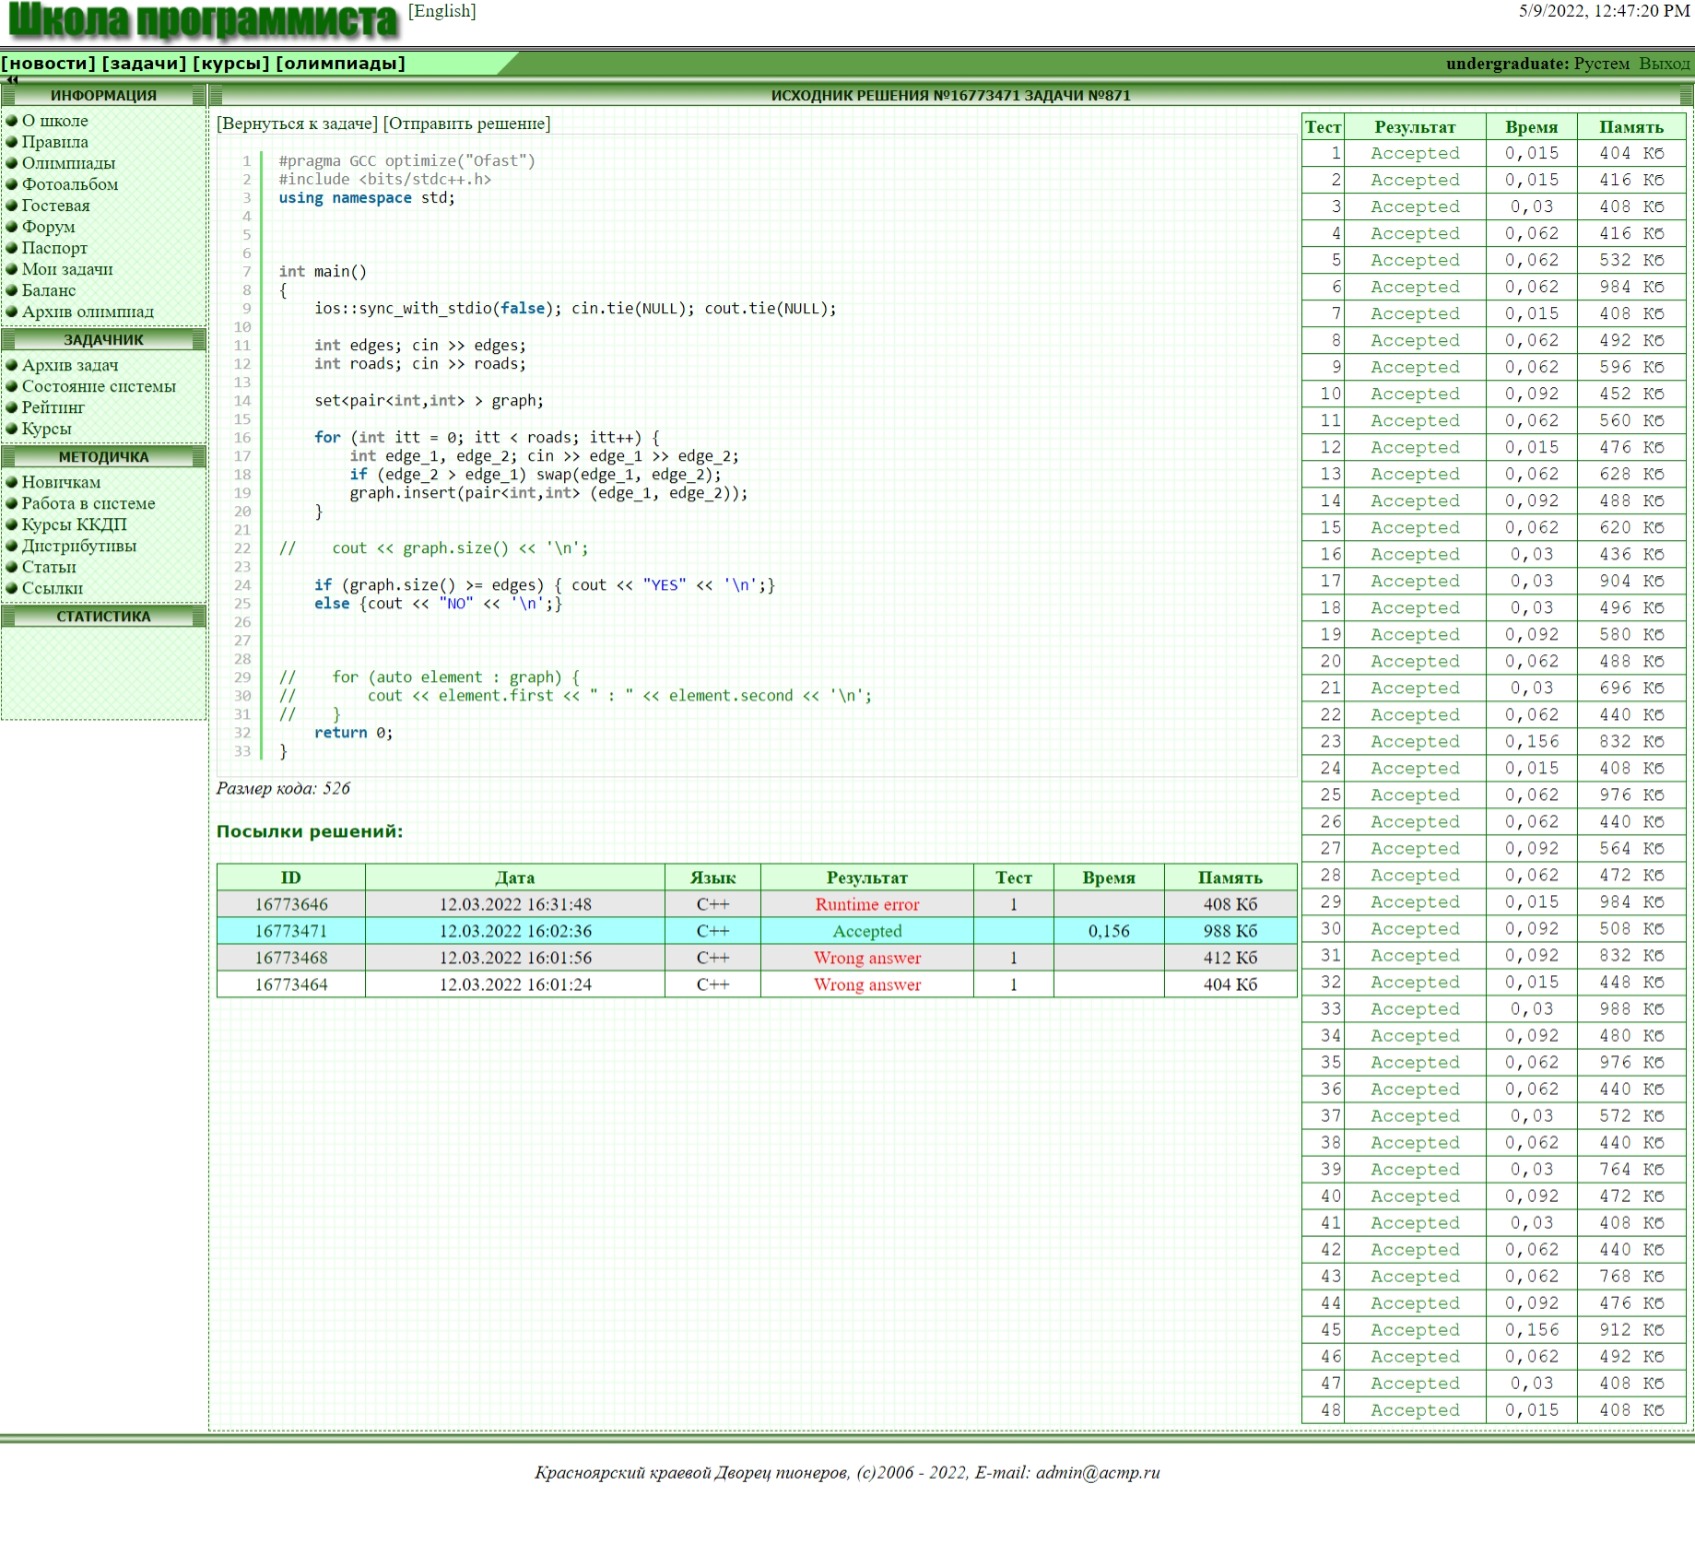 Школа программиста [English] 5/9/2022, 12:47:20 PM
[новости] [задачи] [курсы] [олимпиады] undergraduate: Рустем Выход
ИНФОРМАЦИЯ
О школе
Правила
Олимпиады
Фотоальбом
Гостевая
Форум
Паспорт
Мои задачи
Баланс
Архив олимпиад
ЗАДАЧНИК
Архив задач
Состояние системы
Рейтинг
Курсы
МЕТОДИЧКА
Новичкам
Работа в системе
Курсы ККДП
Дистрибутивы
Статьи
Ссылки
СТАТИСТИКА
ИСХОДНИК РЕШЕНИЯ №16773471 ЗАДАЧИ №871
[Вернуться к задаче] [Отправить решение]
1 #pragma GCC optimize("Ofast")
2 #include <bits/stdc++.h>
3 using namespace std;
4
5
6
7 int main()
8 {
9 ios::sync_with_stdio(false); cin.tie(NULL); cout.tie(NULL);
10
11 int edges; cin >> edges;
12 int roads; cin >> roads;
13
14 set<pair<int,int> > graph;
15
16 for (int itt = 0; itt < roads; itt++) {
17 int edge_1, edge_2; cin >> edge_1 >> edge_2;
18 if (edge_2 > edge_1) swap(edge_1, edge_2);
19 graph.insert(pair<int,int> (edge_1, edge_2));
20 }
21
22 // cout << graph.size() << '\n';
23
24 if (graph.size() >= edges) { cout << "YES" << '\n';}
25 else {cout << "NO" << '\n';}
26
27
28
29 // for (auto element : graph) {
30 // cout << element.first << " : " << element.second << '\n';
31 // }
32 return 0;
33 }
Размер кода: 526
Посылки решений:
ID Дата Язык Результат Тест Время Память
16773646 12.03.2022 16:31:48 C++ Runtime error 1 408 Кб
16773471 12.03.2022 16:02:36 C++ Accepted 0,156 988 Кб
16773468 12.03.2022 16:01:56 C++ Wrong answer 1 412 Кб
16773464 12.03.2022 16:01:24 C++ Wrong answer 1 404 Кб
Тест Результат Время Память
1 Accepted 0,015 404 Кб
2 Accepted 0,015 416 Кб
3 Accepted 0,03 408 Кб
4 Accepted 0,062 416 Кб
5 Accepted 0,062 532 Кб
6 Accepted 0,062 984 Кб
7 Accepted 0,015 408 Кб
8 Accepted 0,062 492 Кб
9 Accepted 0,062 596 Кб
10 Accepted 0,092 452 Кб
11 Accepted 0,062 560 Кб
12 Accepted 0,015 476 Кб
13 Accepted 0,062 628 Кб
14 Accepted 0,092 488 Кб
15 Accepted 0,062 620 Кб
16 Accepted 0,03 436 Кб
17 Accepted 0,03 904 Кб
18 Accepted 0,03 496 Кб
19 Accepted 0,092 580 Кб
20 Accepted 0,062 488 Кб
21 Accepted 0,03 696 Кб
22 Accepted 0,062 440 Кб
23 Accepted 0,156 832 Кб
24 Accepted 0,015 408 Кб
25 Accepted 0,062 976 Кб
26 Accepted 0,062 440 Кб
27 Accepted 0,092 564 Кб
28 Accepted 0,062 472 Кб
29 Accepted 0,015 984 Кб
30 Accepted 0,092 508 Кб
31 Accepted 0,092 832 Кб
32 Accepted 0,015 448 Кб
33 Accepted 0,03 988 Кб
34 Accepted 0,092 480 Кб
35 Accepted 0,062 976 Кб
36 Accepted 0,062 440 Кб
37 Accepted 0,03 572 Кб
38 Accepted 0,062 440 Кб
39 Accepted 0,03 764 Кб
40 Accepted 0,092 472 Кб
41 Accepted 0,03 408 Кб
42 Accepted 0,062 440 Кб
43 Accepted 0,062 768 Кб
44 Accepted 0,092 476 Кб
45 Accepted 0,156 912 Кб
46 Accepted 0,062 492 Кб
47 Accepted 0,03 408 Кб
48 Accepted 0,015 408 Кб
Красноярский краевой Дворец пионеров, (c)2006 - 2022, E-mail: admin@acmp.ru